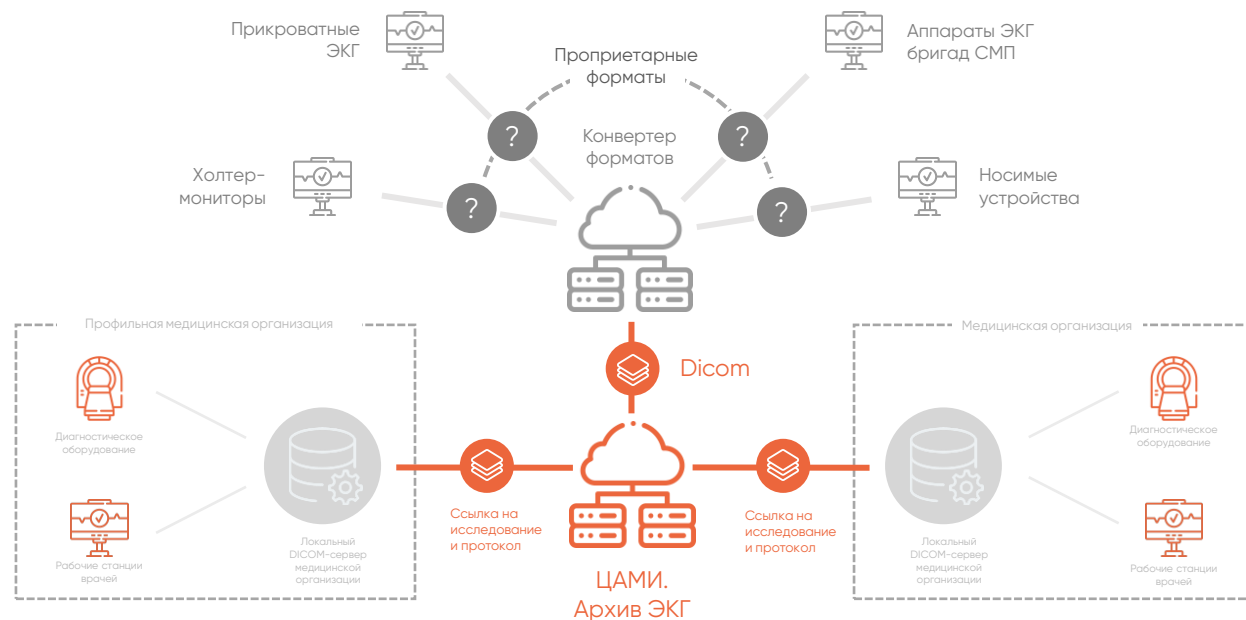 Прикроватные
ЭКГ
Проприетарные
форматы
Аппараты ЭКГ
бригад СМП
?
?
Конвертер
форматов
Холтер-
мониторы
?
?
Носимые
устройства
Профильная медицинская организация
Медицинская организация
Dicom
Диагностическое
оборудование
Диагностическое
оборудование
Ссылка на
исследование
и протокол
Ссылка на
исследование
и протокол
Локальный
DICOM-сервер
медицинской
организации
Локальный
DICOM-сервер
медицинской
организации
Рабочие станции
врачей
Рабочие станции
врачей
ЦАМИ.
Архив ЭКГ